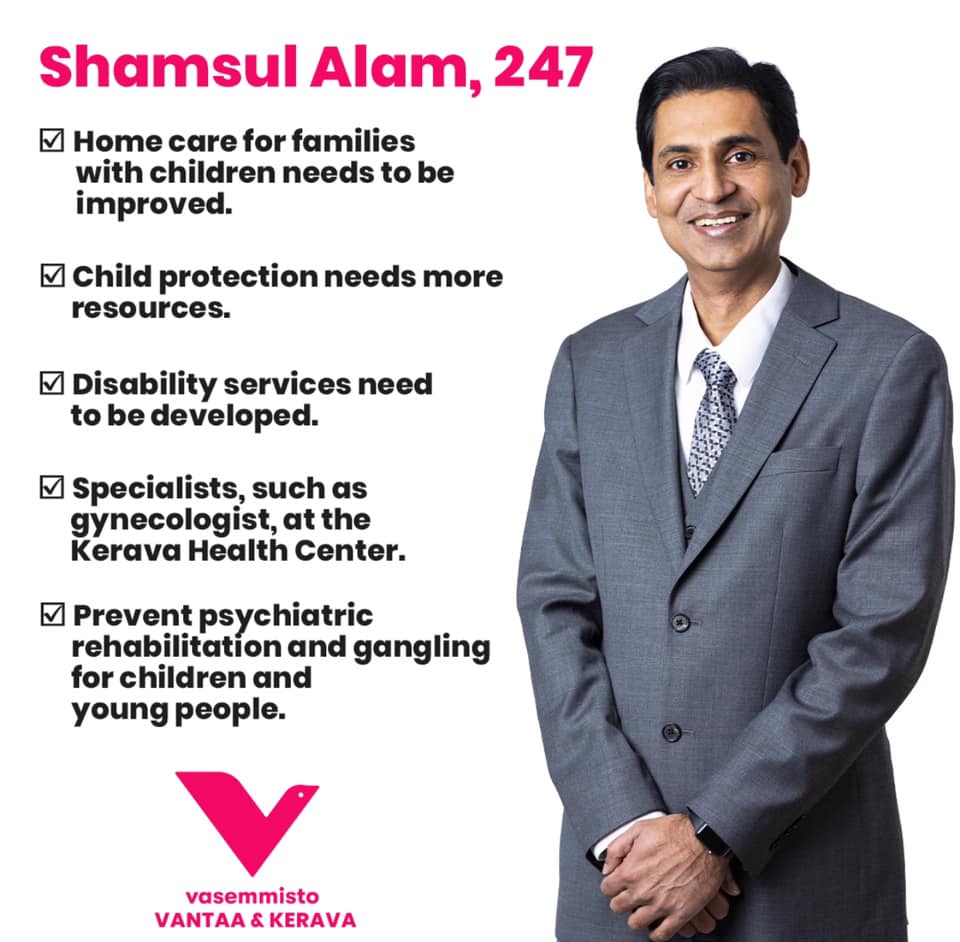 Shamsul Alam, 247
☑ Home care for families
with children needs to be
improved.
☑ Child protection needs more
resources.
☑ Disability services need
to be developed.
☑ Specialists, such as
gynecologist, at the
Kerava Health Center.
☑ Prevent psychiatric
rehabilitation and gangling
for children and
young people.
vasemmisto
VANTAA & KERAVA